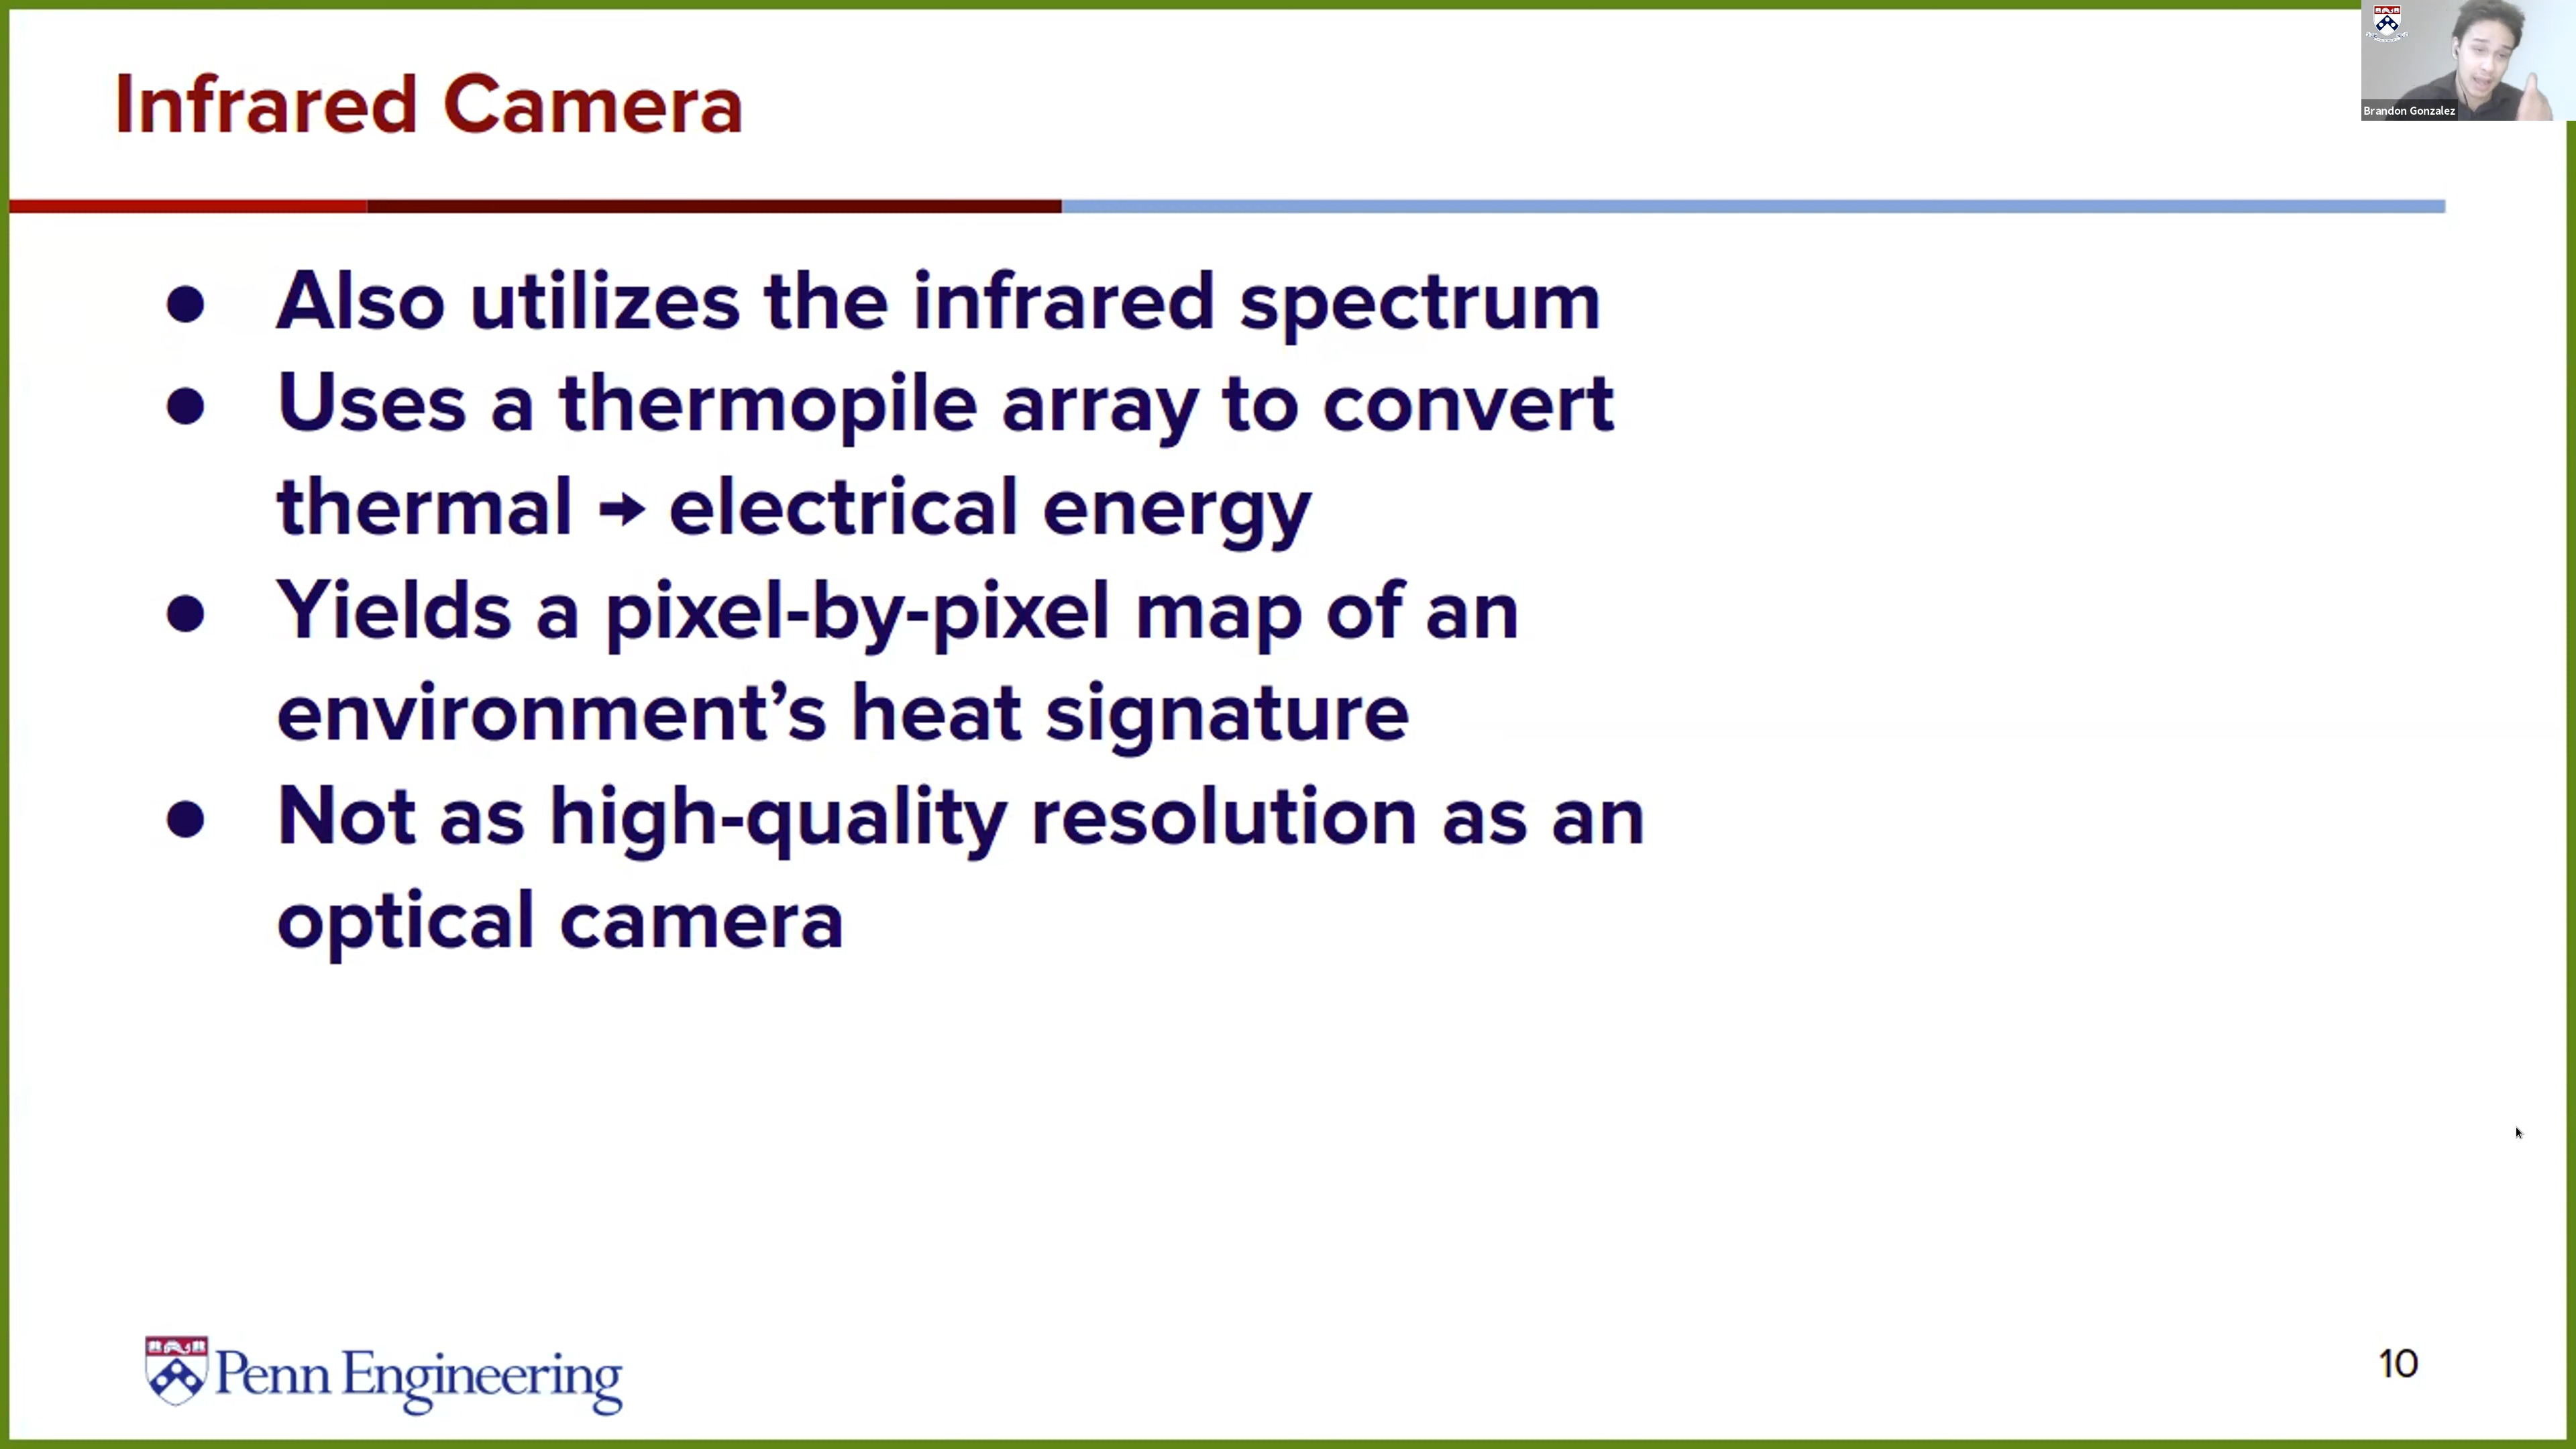 Infrared Camera
Brandon Gonzalez
● Also utilizes the infrared spectrum
● Uses a thermopile array to convert
thermal → electrical energy
● Yields a pixel-by-pixel map of an
environment’s heat signature
● Not as high-quality resolution as an
optical camera
Penn Engineering
10